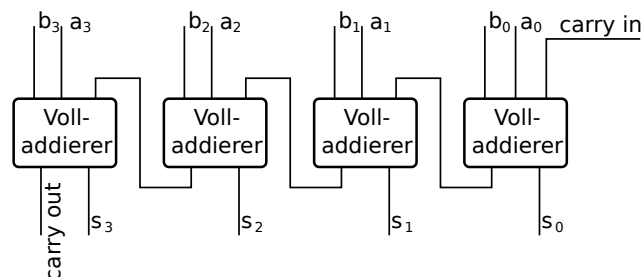 b₃ a₃ b₂ a₂ b₁ a₁ b₀ a₀ carry in
Voll-
addierer
Voll-
addierer
Voll-
addierer
Voll-
addierer
carry out
s₃ s₂ s₁ s₀